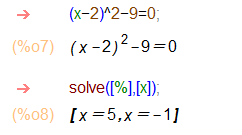 → (x-2)^2-9=0;
(%o7) (x-2)²-9=0
→ solve([%],[x]);
(%o8) [x=5,x=-1]